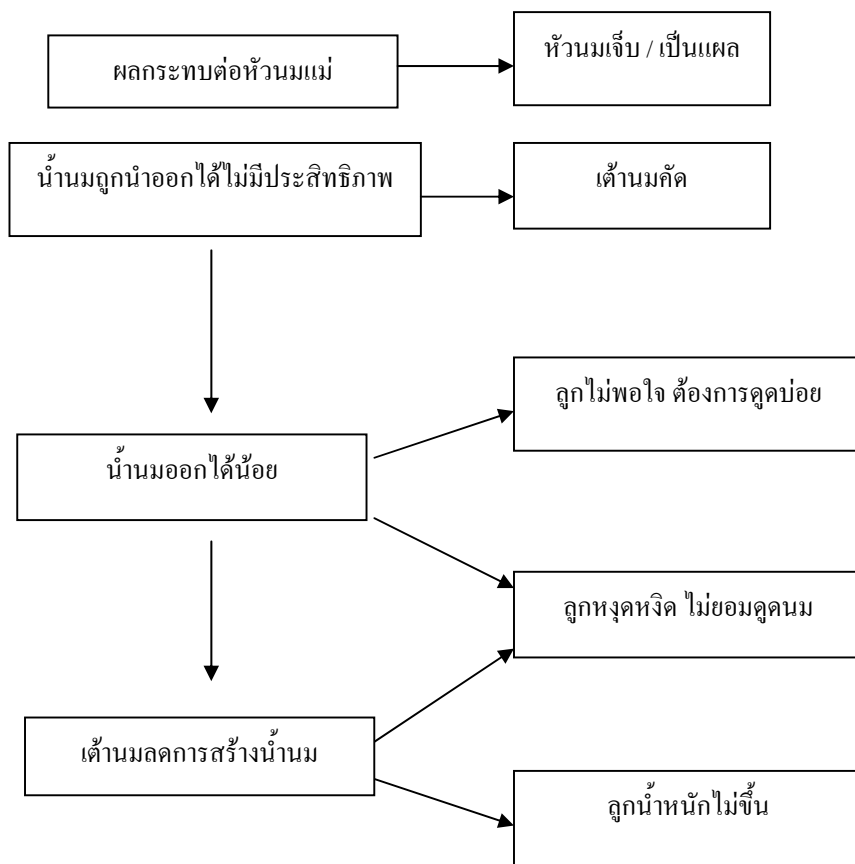 ผลกระทบต่อหัวนมแม่
หัวนมเจ็บ / เป็นแผล
น้ำนมถูกนำออกได้ไม่มีประสิทธิภาพ
เต้านมคัด
ลูกไม่พอใจ ต้องการดูดบ่อย
น้ำนมออกได้น้อย
ลูกหงุดหงิด ไม่ยอมดูดนม
เต้านมลดการสร้างน้ำนม
ลูกน้ำหนักไม่ขึ้น